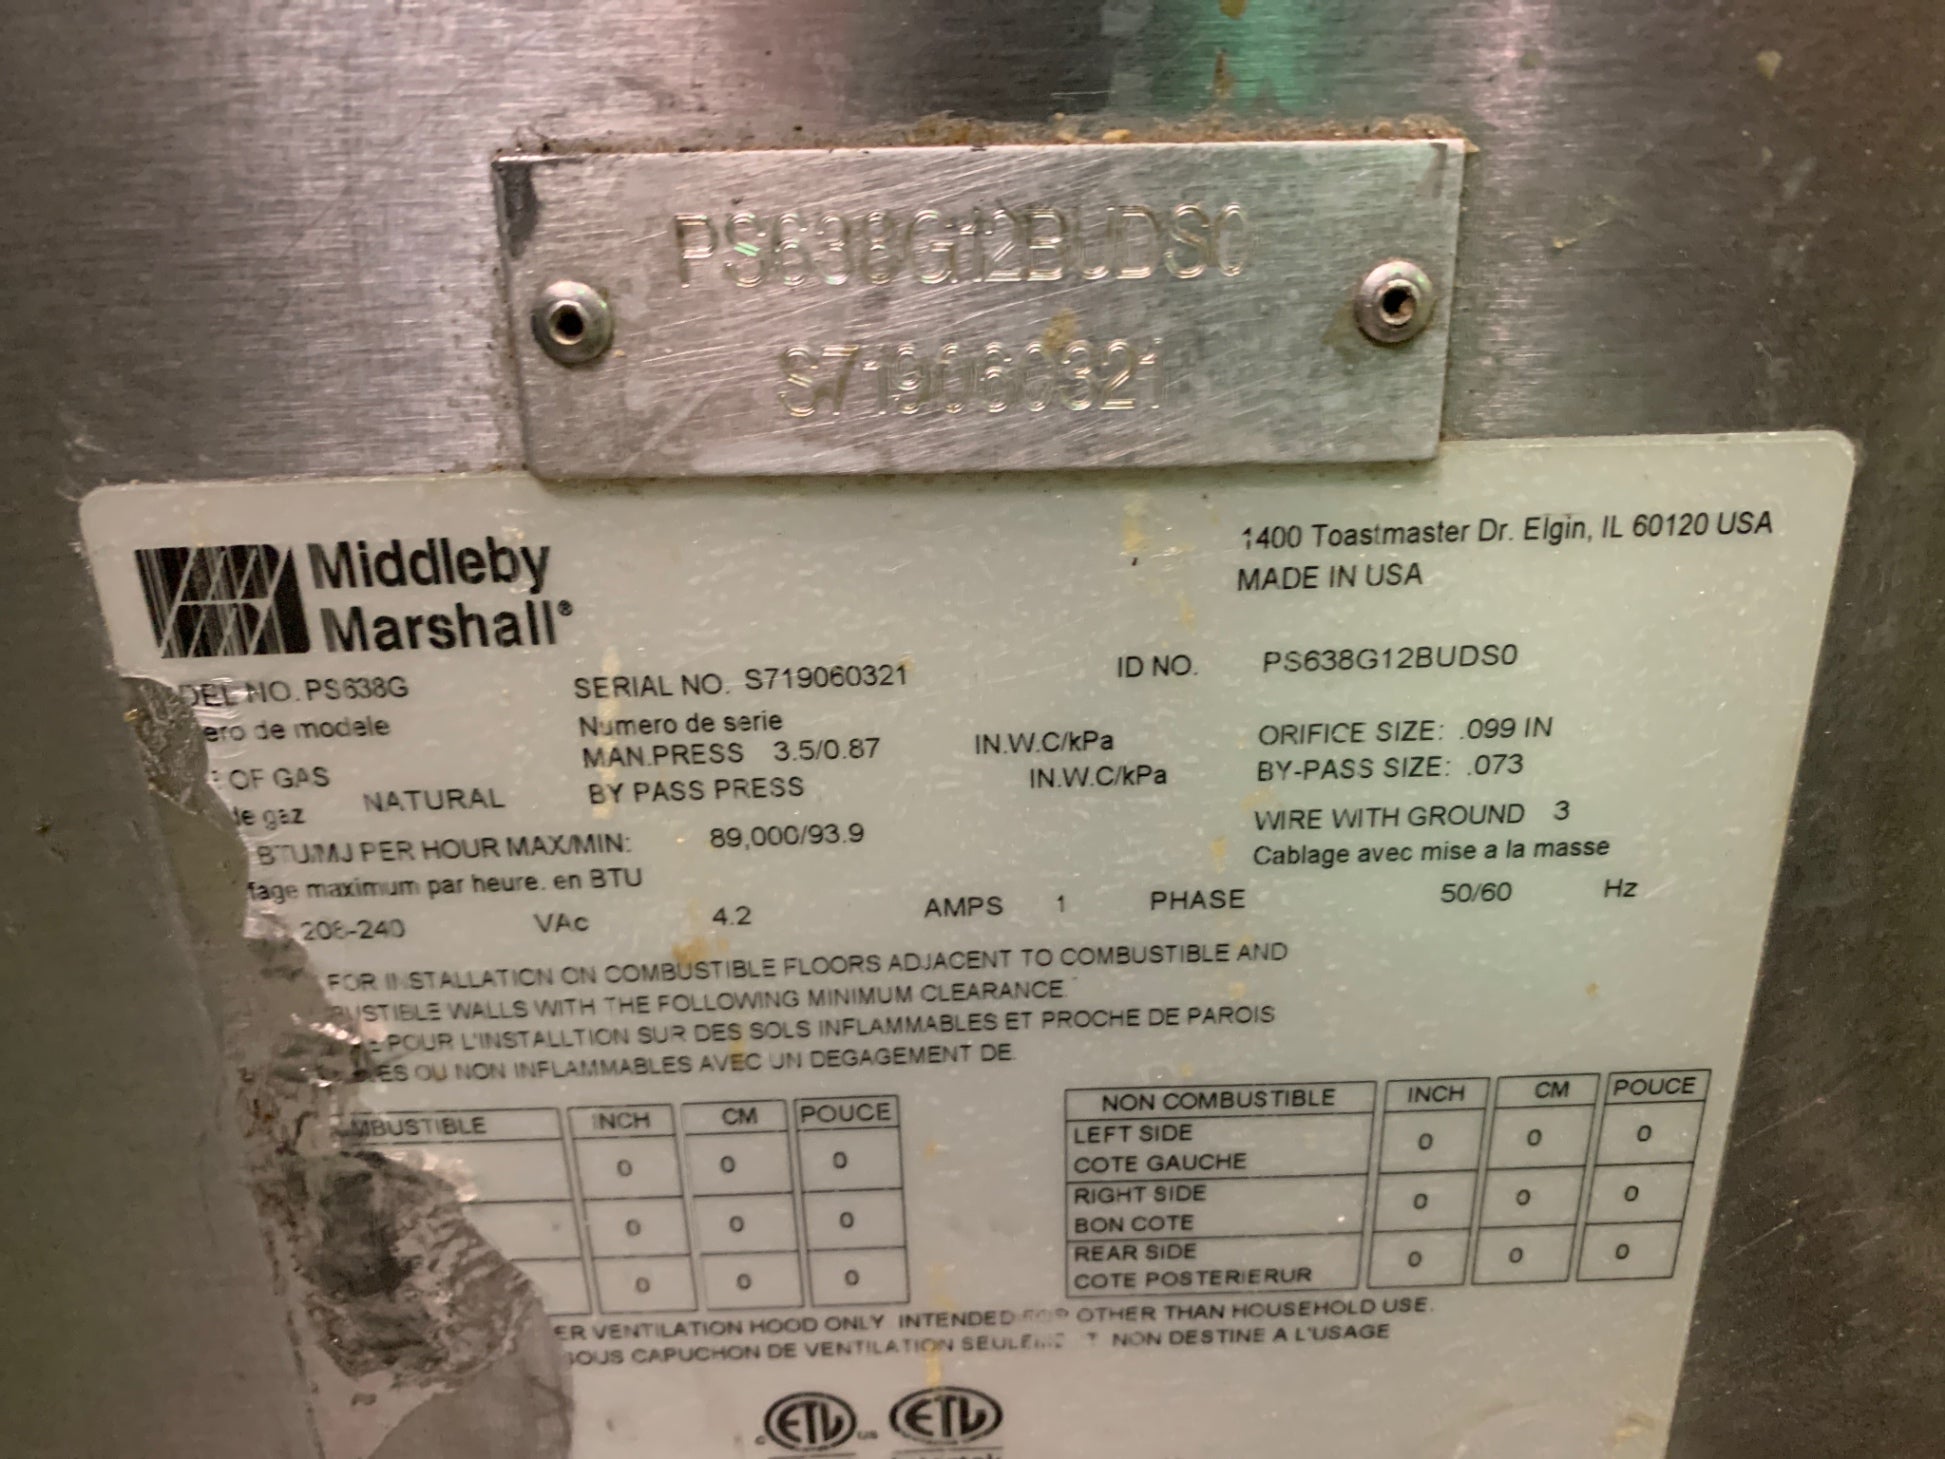 PS638G12BUDS0
S719060321
Middleby
Marshall®
1400 Toastmaster Dr. Elgin, IL 60120 USA
MADE IN USA
DEL NO. PS638G SERIAL NO. S719060321 ID NO. PS638G12BUDS0
ero de modele Numero de serie
MAN.PRESS 3.5/0.87 IN.W.C/kPa ORIFICE SIZE: .099 IN
OF GAS NATURAL BY PASS PRESS IN.W.C/kPa BY-PASS SIZE: .073
de gaz
BTU/MJ PER HOUR MAX/MIN: 89,000/93.9 WIRE WITH GROUND 3
fage maximum par heure. en BTU Cablage avec mise a la masse
208-240 VAc 4.2 AMPS 1 PHASE 50/60 Hz
FOR INSTALLATION ON COMBUSTIBLE FLOORS ADJACENT TO COMBUSTIBLE AND
BUSTIBLE WALLS WITH THE FOLLOWING MINIMUM CLEARANCE.
POUR L'INSTALLTION SUR DES SOLS INFLAMMABLES ET PROCHE DE PAROIS
ES OU NON INFLAMMABLES AVEC UN DEGAGEMENT DE.
MBUSTIBLE INCH CM POUCE
0 0 0
0 0 0
0 0 0
NON COMBUSTIBLE INCH CM POUCE
LEFT SIDE
COTE GAUCHE 0 0 0
RIGHT SIDE
BON COTE 0 0 0
REAR SIDE
COTE POSTERIERUR 0 0 0
ER VENTILATION HOOD ONLY INTENDED FOR OTHER THAN HOUSEHOLD USE.
SOUS CAPUCHON DE VENTILATION NON DESTINE A L'USAGE
ETL ETL
c us